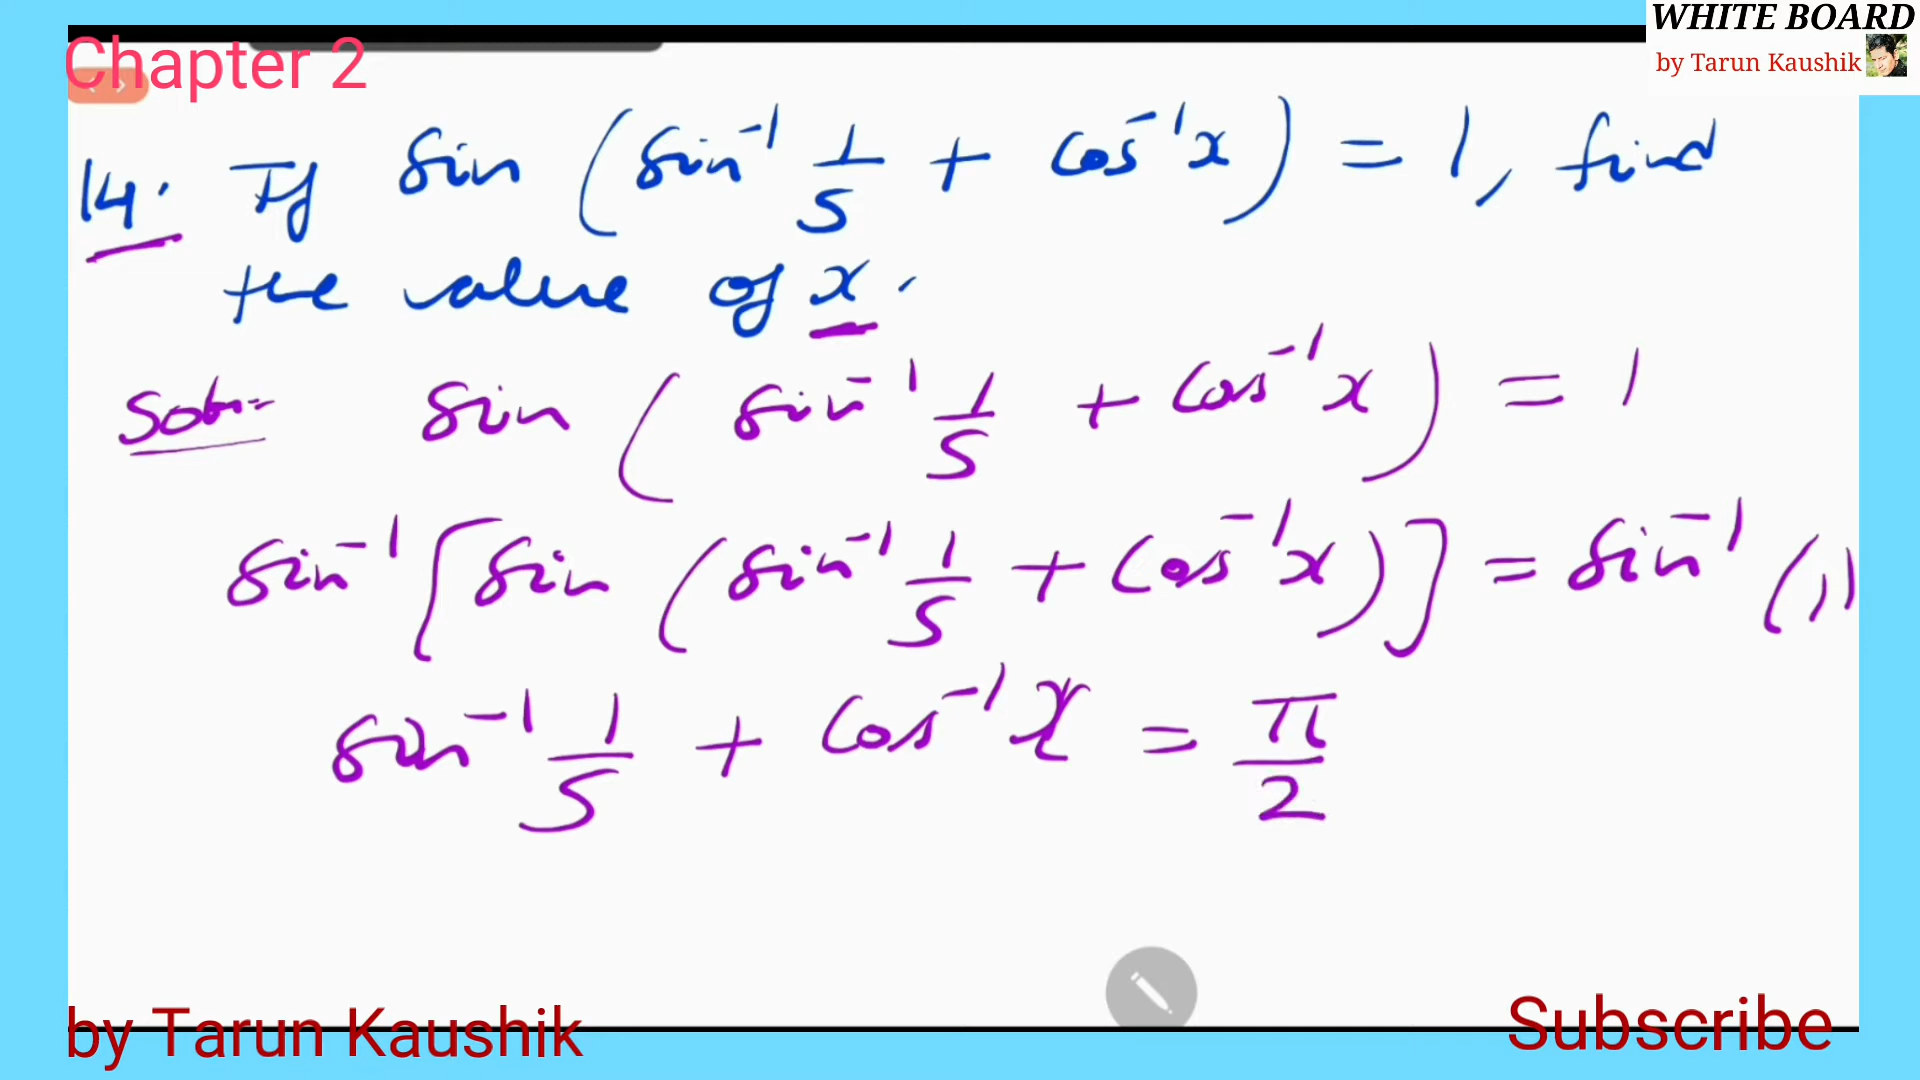 WHITE BOARD
by Tarun Kaushik
Chapter 2
14. If sin (sin⁻¹ 1/5 + cos⁻¹x) = 1, find
the value of x.
Soln- sin (sin⁻¹ 1/5 + cos⁻¹x) = 1
sin⁻¹ [sin (sin⁻¹ 1/5 + cos⁻¹x)] = sin⁻¹ (1)
sin⁻¹ 1/5 + cos⁻¹x = π/2
by Tarun Kaushik
Subscribe